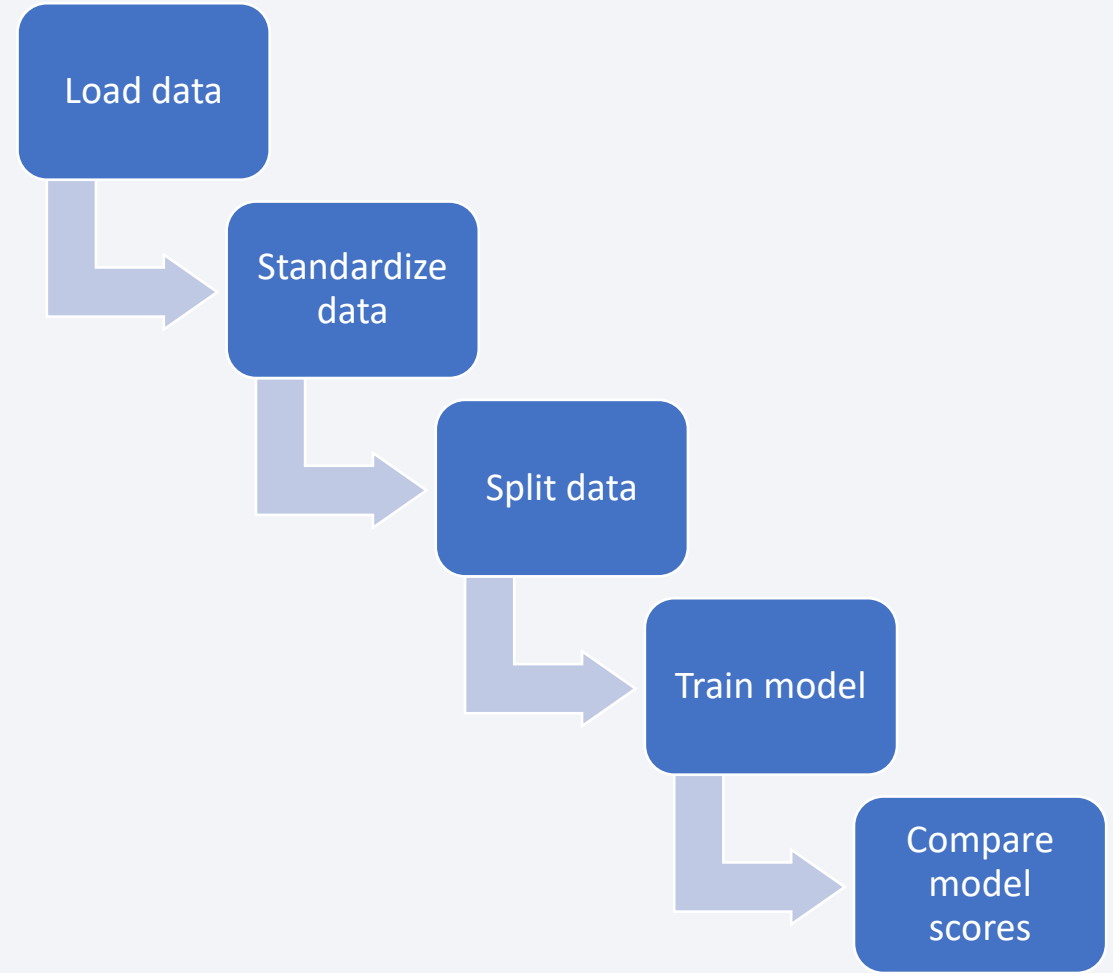 Load data
Standardize
data
Split data
Train model
Compare
model
scores